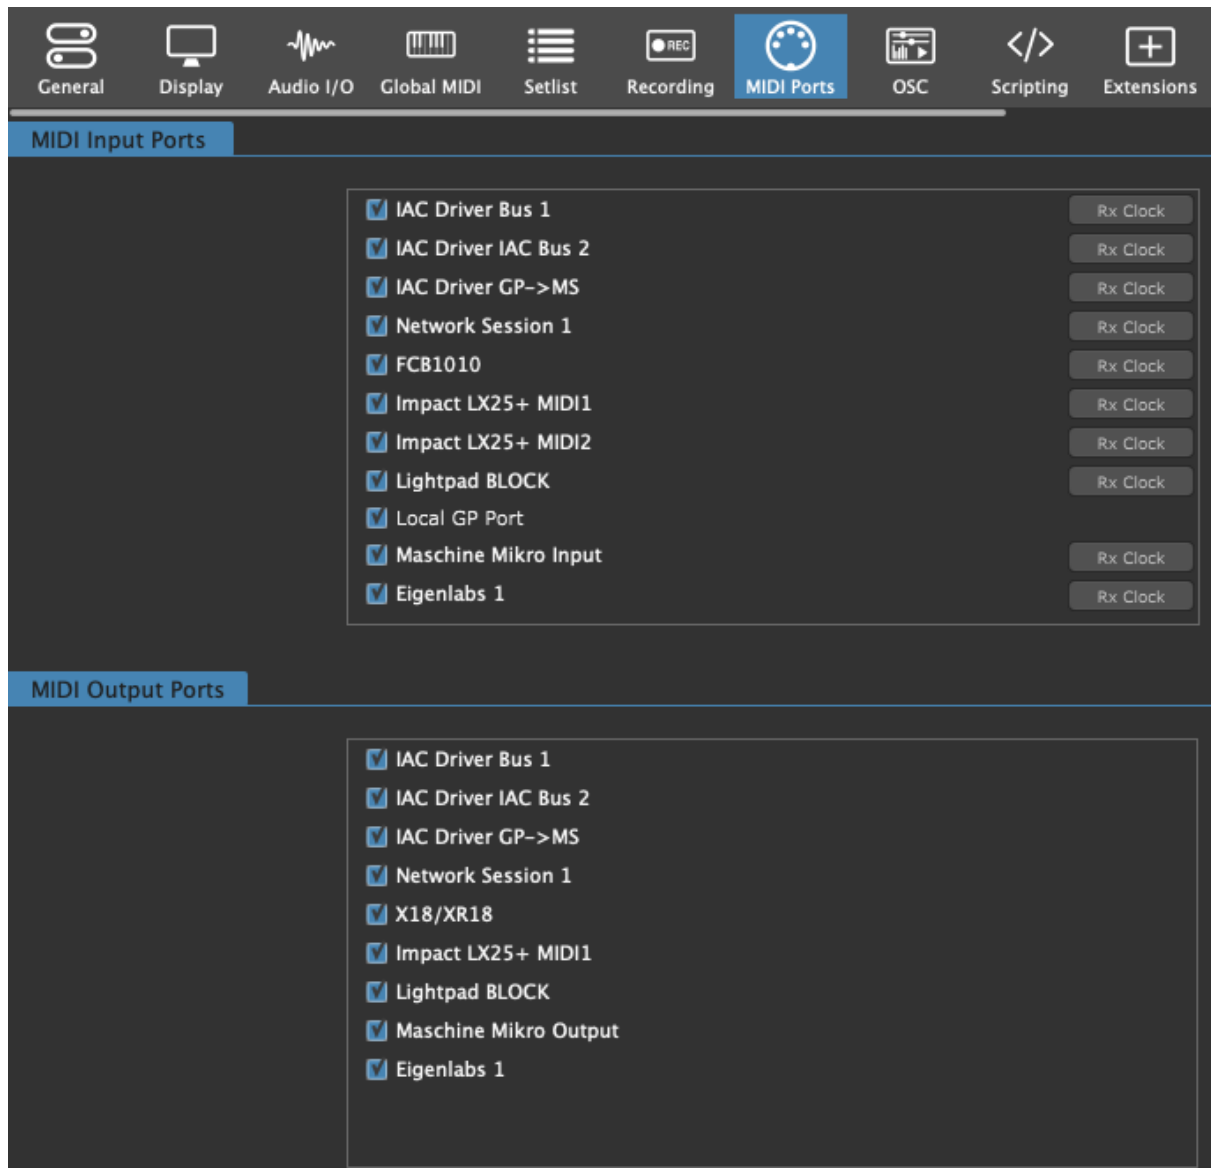 REC
General Display Audio I/O Global MIDI Setlist Recording MIDI Ports OSC Scripting Extensions
MIDI Input Ports
IAC Driver Bus 1 Rx Clock
IAC Driver IAC Bus 2 Rx Clock
IAC Driver GP->MS Rx Clock
Network Session 1 Rx Clock
FCB1010 Rx Clock
Impact LX25+ MIDI1 Rx Clock
Impact LX25+ MIDI2 Rx Clock
Lightpad BLOCK Rx Clock
Local GP Port
Maschine Mikro Input Rx Clock
Eigenlabs 1 Rx Clock
MIDI Output Ports
IAC Driver Bus 1
IAC Driver IAC Bus 2
IAC Driver GP->MS
Network Session 1
X18/XR18
Impact LX25+ MIDI1
Lightpad BLOCK
Maschine Mikro Output
Eigenlabs 1